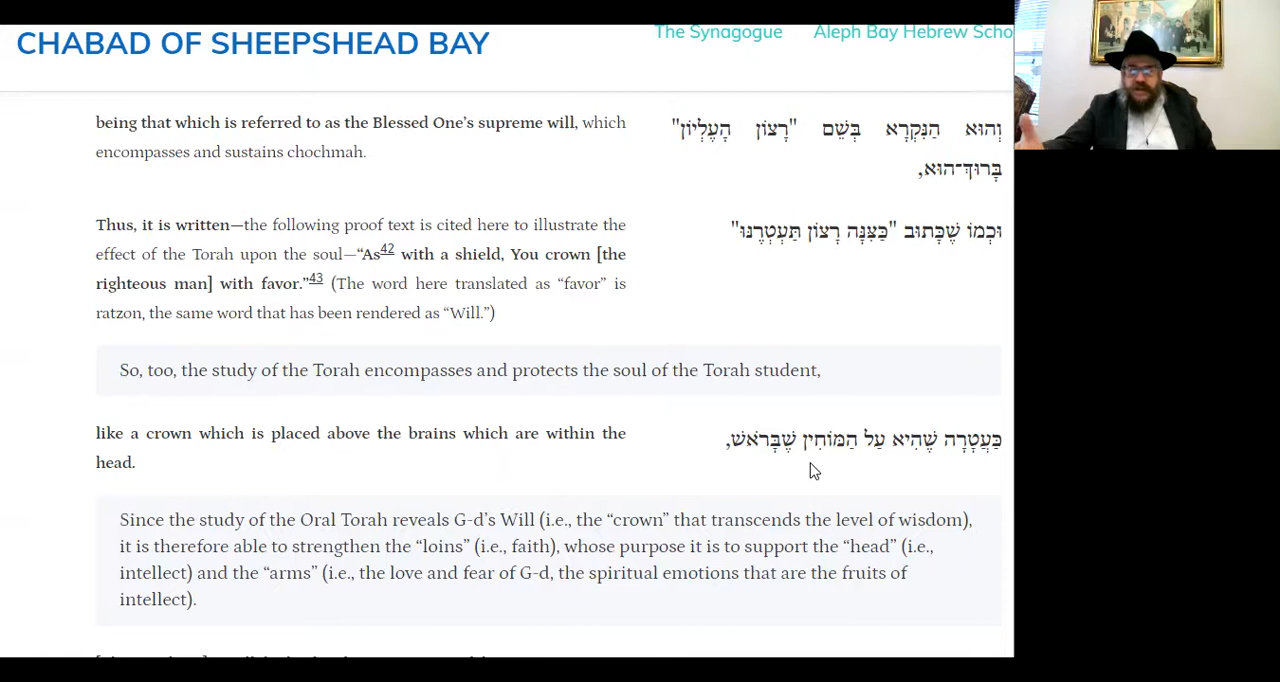 CHABAD OF SHEEPSHEAD BAY
The Synagogue
Aleph Bay Hebrew Scho
being that which is referred to as the Blessed One's supreme will, which
encompasses and sustains chochmah.
וְהוּא הַנִּקְרָא בְּשֵׁם "רָצוֹן הָעֶלְיוֹן"
בָּרוּךְ־הוּא,
Thus, it is written—the following proof text is cited here to illustrate the
effect of the Torah upon the soul—“As42 with a shield, You crown [the
righteous man] with favor.”43 (The word here translated as “favor” is
ratzon, the same word that has been rendered as “Will.”)
וּכְמוֹ שֶׁכָּתוּב "כַּצִּנָּה רָצוֹן תַּעְטְרֶנּוּ"
So, too, the study of the Torah encompasses and protects the soul of the Torah student,
like a crown which is placed above the brains which are within the
head.
כַּעֲטָרָה שֶׁהִיא עַל הַמּוֹחִין שֶׁבָּרֹאשׁ,
Since the study of the Oral Torah reveals G-d’s Will (i.e., the “crown” that transcends the level of wisdom),
it is therefore able to strengthen the “loins” (i.e., faith), whose purpose it is to support the “head” (i.e.,
intellect) and the “arms” (i.e., the love and fear of G-d, the spiritual emotions that are the fruits of
intellect).